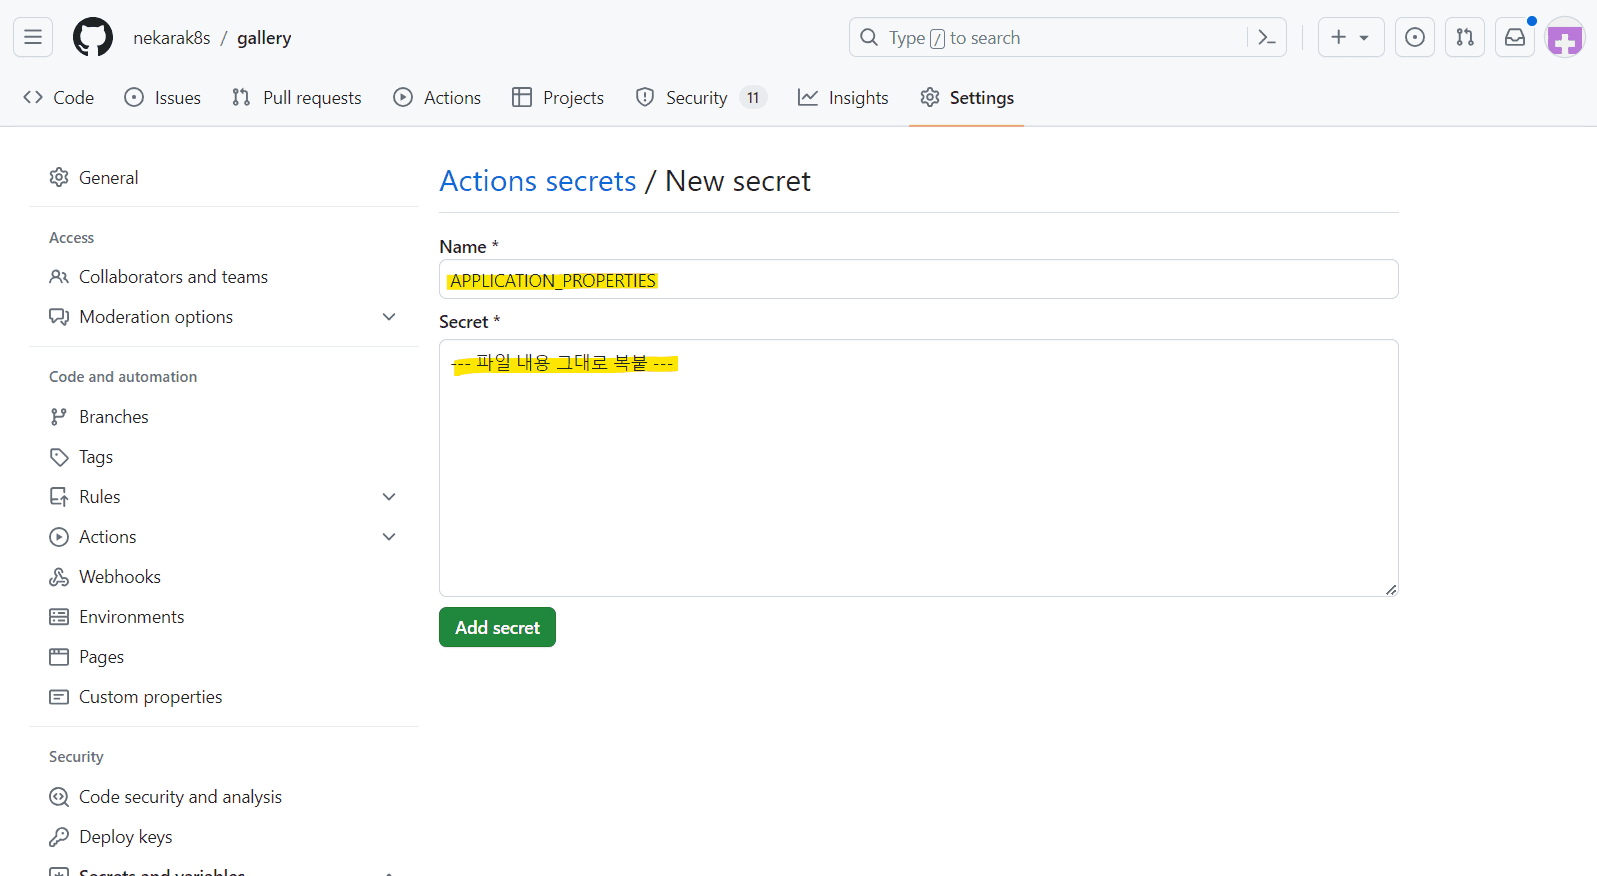 nekarak8s / gallery
Type / to search
Code
Issues
Pull requests
Actions
Projects
Security 11
Insights
Settings
General
Access
Collaborators and teams
Moderation options
Code and automation
Branches
Tags
Rules
Actions
Webhooks
Environments
Pages
Custom properties
Security
Code security and analysis
Deploy keys
Secrets and variables
Actions secrets / New secret
Name *
APPLICATION_PROPERTIES
Secret *
--- 파일 내용 그대로 복붙 ---
Add secret